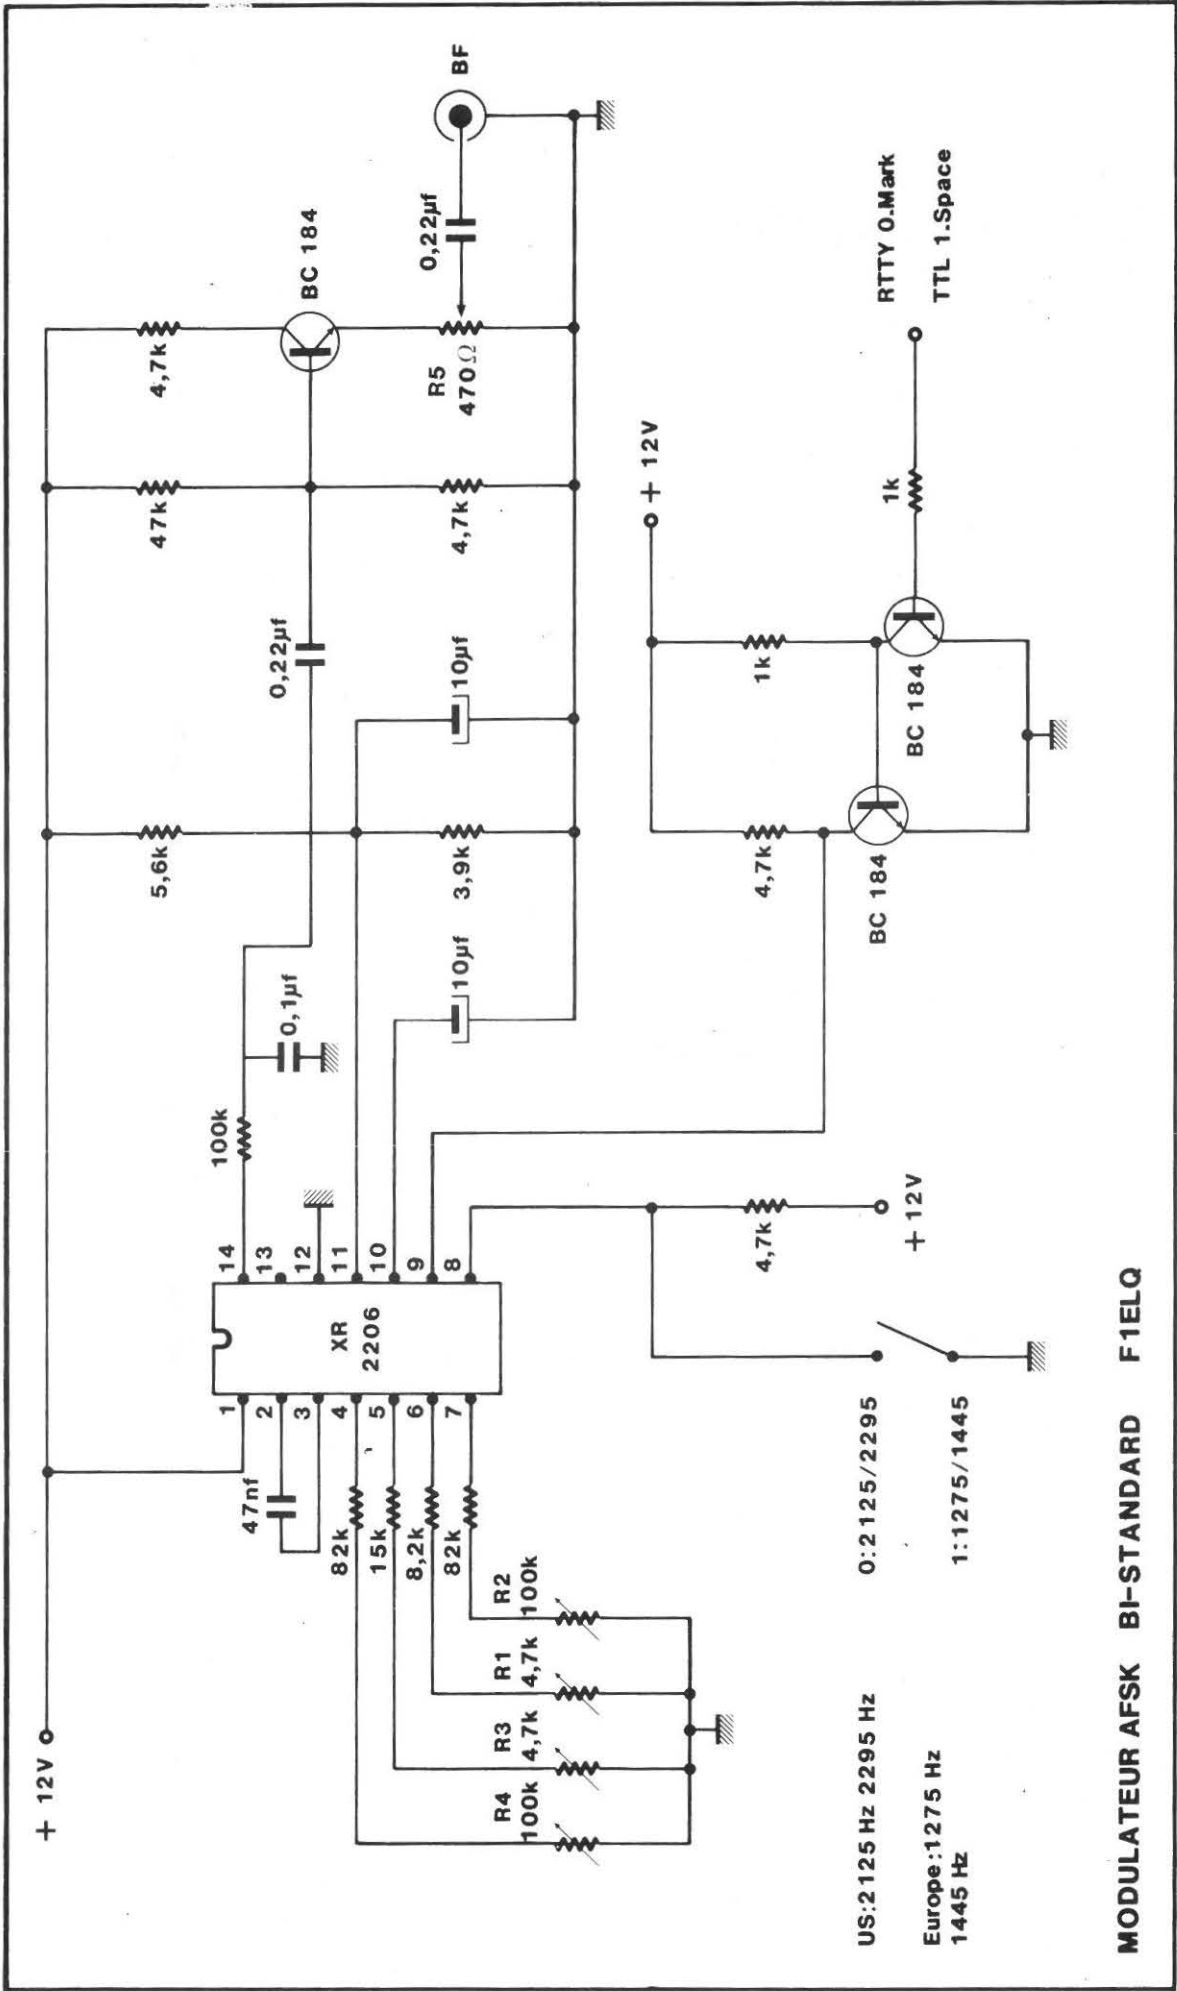 + 12V
5,6k
47k
4,7k
BC 184
BF
0,22µf
0,22µf
100k
0,1µf
14
13
12
11
10
9
8
XR
2206
1
2
3
4
5
6
7
47nf
82k
15k
8,2k
82k
10µf
3,9k
10µf
4,7k
R5
470Ω
R4
100k
R3
4,7k
R1
4,7k
R2
100k
+ 12V
4,7k
4,7k
1k
1k
+ 12V
BC 184
BC 184
RTTY 0.Mark
TTL 1.Space
US:2125 Hz 2295 Hz
Europe:1275 Hz
1445 Hz
0:2125/2295
1:1275/1445
MODULATEUR AFSK BI-STANDARD F1ELQ